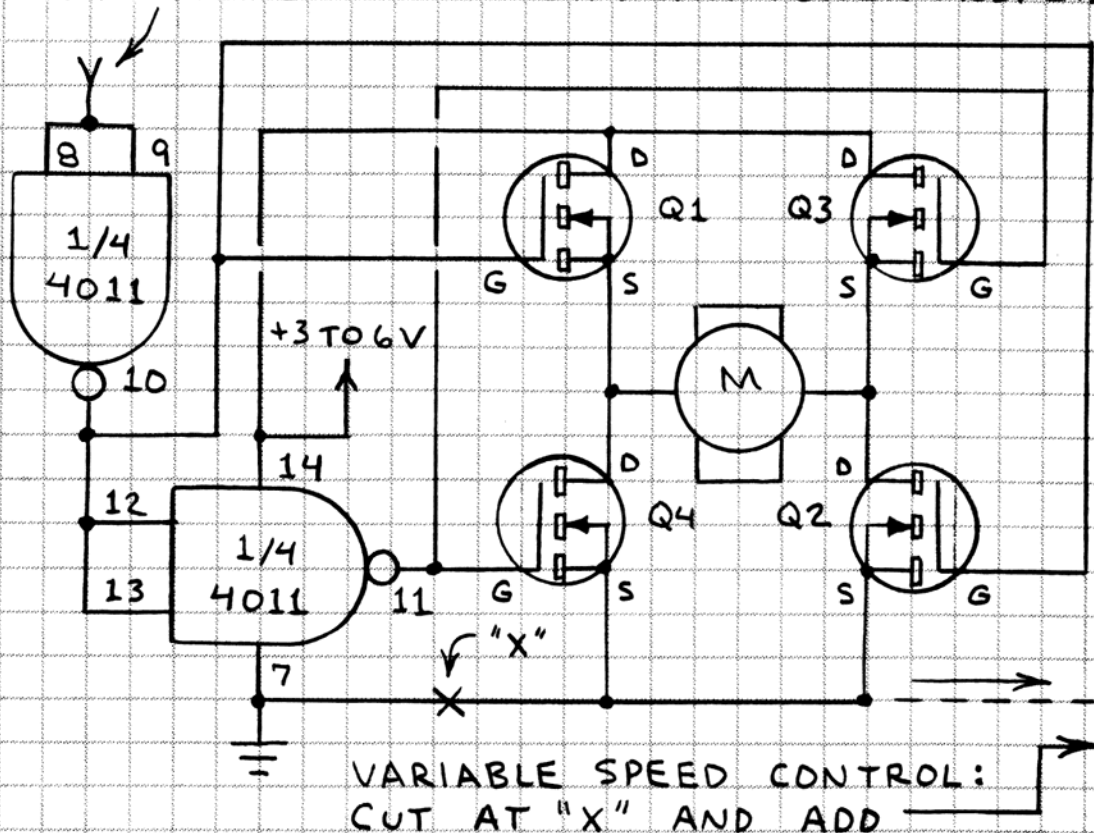 8 9
1/4
4011
10
12
13
14
1/4
4011
11
7
+3 TO 6V
D
Q1
G
S
D
Q3
S
G
M
D
Q4
G
S
D
Q2
S
G
"X"
VARIABLE SPEED CONTROL:
CUT AT "X" AND ADD